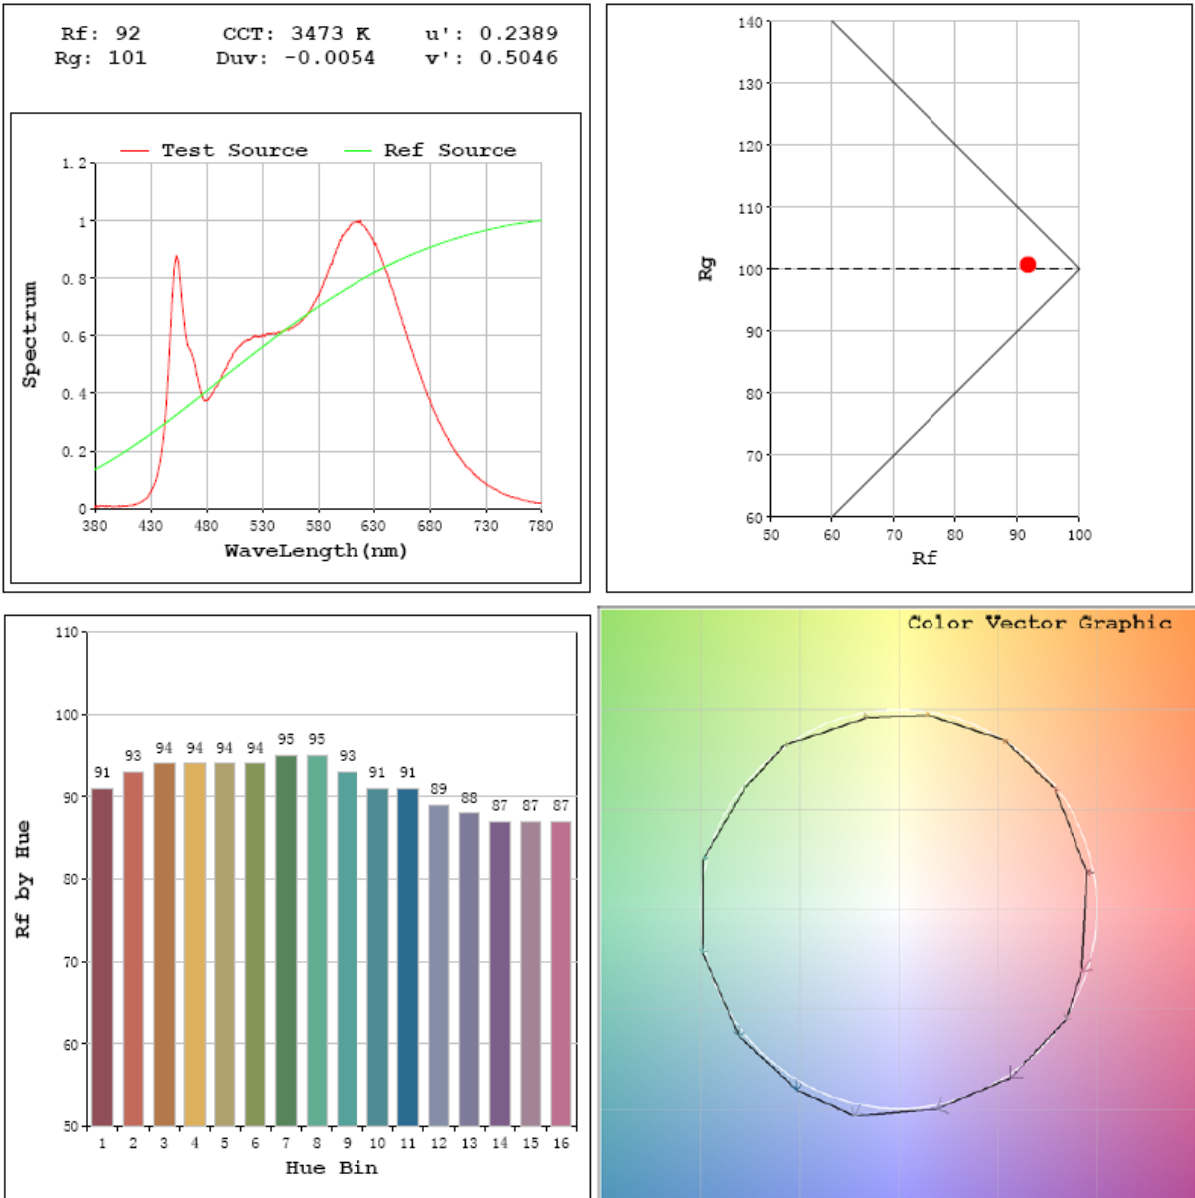 Rf: 92 CCT: 3473 K u': 0.2389
Rg: 101 Duv: -0.0054 v': 0.5046
Test Source Ref Source
1.2
1
0.8
0.6
0.4
0.2
0
Spectrum
380 430 480 530 580 630 680 730 780
WaveLength(nm)
140
130
120
110
100
90
80
70
60
Rg
50 60 70 80 90 100
Rf
110
100
90
80
70
60
50
Rf by Hue
91 93 94 94 94 94 95 95 93 91 91 89 88 87 87 87
1 2 3 4 5 6 7 8 9 10 11 12 13 14 15 16
Hue Bin
Color Vector Graphic